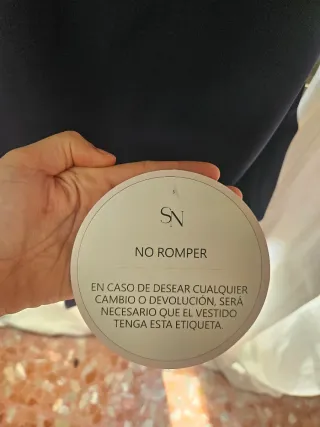 SN
NO ROMPER
EN CASO DE DESEAR CUALQUIER
CAMBIO O DEVOLUCIÓN, SERÁ
NECESARIO QUE EL VESTIDO
TENGA ESTA ETIQUETA.